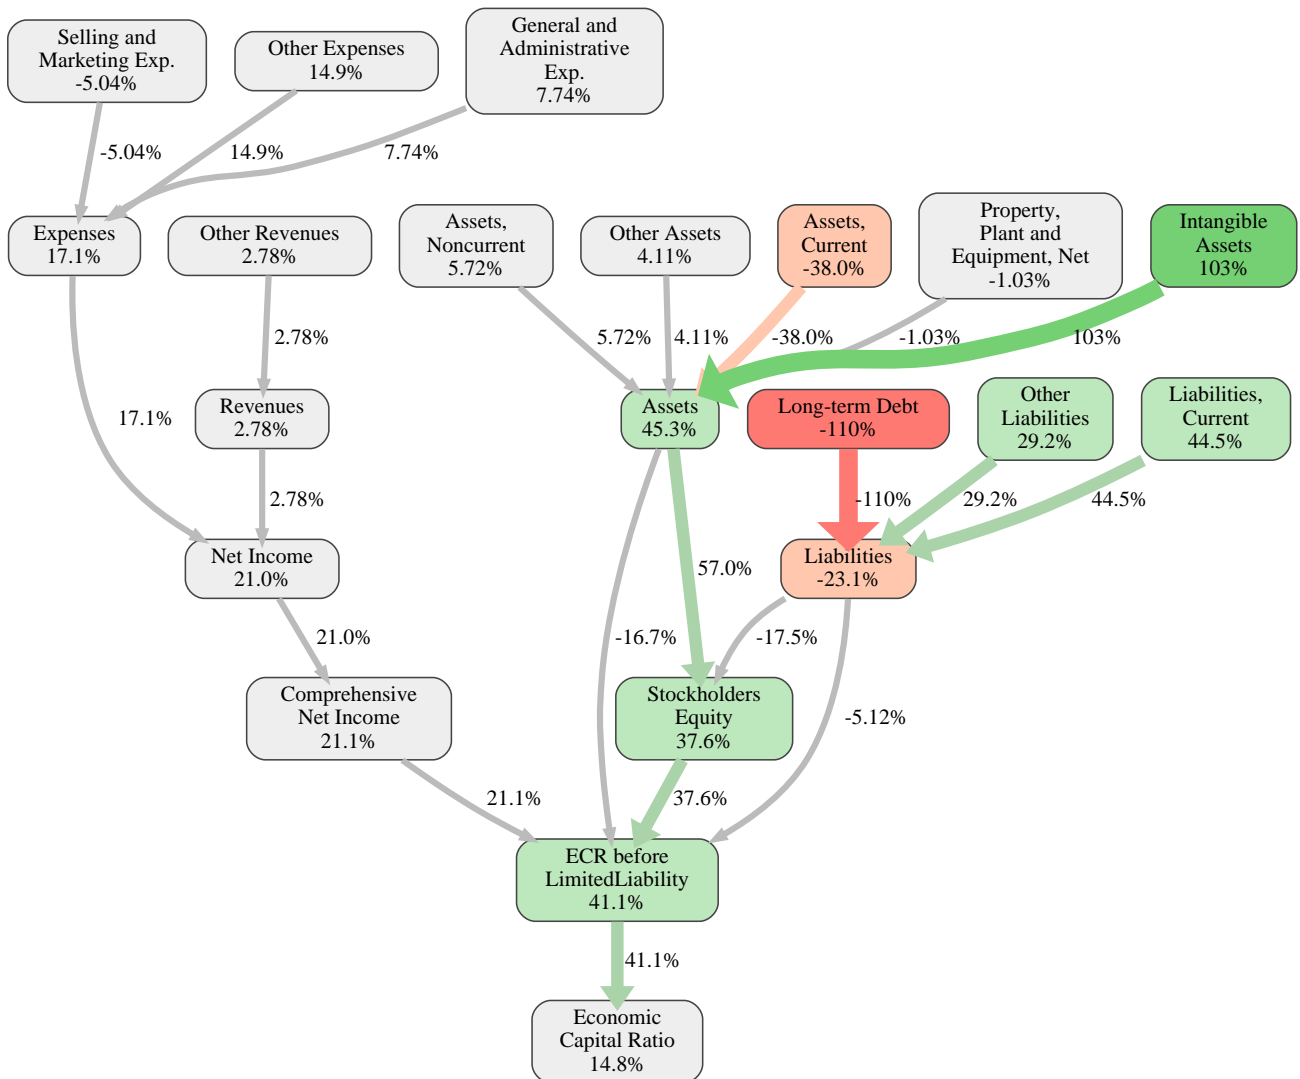 Selling and
Marketing Exp.
-5.04%
Other Expenses
14.9%
General and
Administrative
Exp.
7.74%
-5.04%
14.9%
7.74%
Expenses
17.1%
Other Revenues
2.78%
Assets,
Noncurrent
5.72%
Other Assets
4.11%
Assets,
Current
-38.0%
Property,
Plant and
Equipment, Net
-1.03%
Intangible
Assets
103%
2.78%
5.72%
4.11%
-38.0%
-1.03%
103%
17.1%
Revenues
2.78%
Assets
45.3%
Long-term Debt
-110%
Other
Liabilities
29.2%
Liabilities,
Current
44.5%
2.78%
-110%
29.2%
44.5%
Net Income
21.0%
57.0%
Liabilities
-23.1%
21.0%
-16.7%
-17.5%
Comprehensive
Net Income
21.1%
Stockholders
Equity
37.6%
-5.12%
21.1%
37.6%
ECR before
LimitedLiability
41.1%
41.1%
Economic
Capital Ratio
14.8%